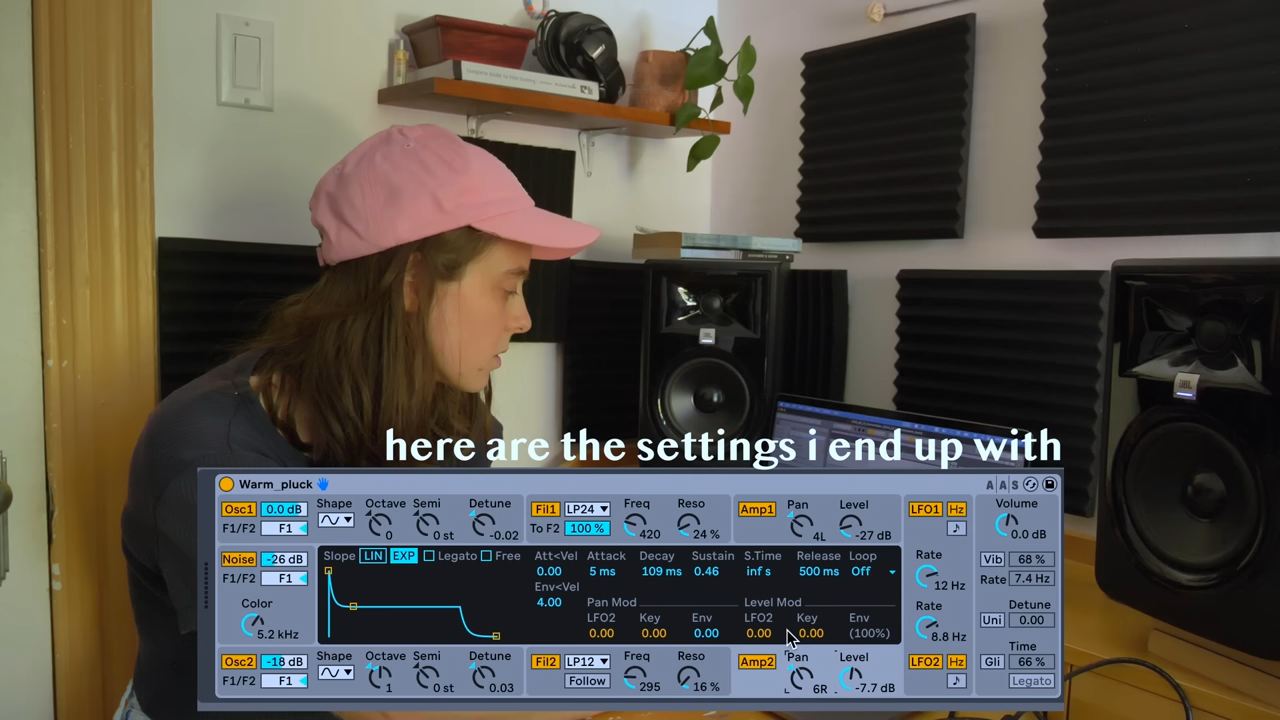 JBL
JBL
here are the settings i end up with
Warm_pluck
AAS
Osc1 0.0 dB Shape Octave Semi Detune
F1/F2 F1 0 0 st -0.02
Fil1 LP24 Freq Reso
To F2 100 % 420 24 %
Amp1 Pan Level
4L -27 dB
LFO1 Hz
Volume
0.0 dB
Noise -26 dB
F1/F2 F1
Color
5.2 kHz
Slope LIN EXP Legato Free
Att<Vel Attack Decay Sustain S.Time Release Loop
0.00 5 ms 109 ms 0.46 inf s 500 ms Off
Env<Vel
4.00
Pan Mod Level Mod
LFO2 Key Env LFO2 Key Env
0.00 0.00 0.00 0.00 0.00 (100%)
Rate
12 Hz
Rate
8.8 Hz
Vib 68 %
Rate 7.4 Hz
Detune
Uni 0.00
Time
Gli 66 %
Legato
Osc2 -18 dB Shape Octave Semi Detune
F1/F2 F1 1 0 st 0.03
Fil2 LP12 Freq Reso
Follow 295 16 %
Amp2 Pan Level
6R -7.7 dB
LFO2 Hz